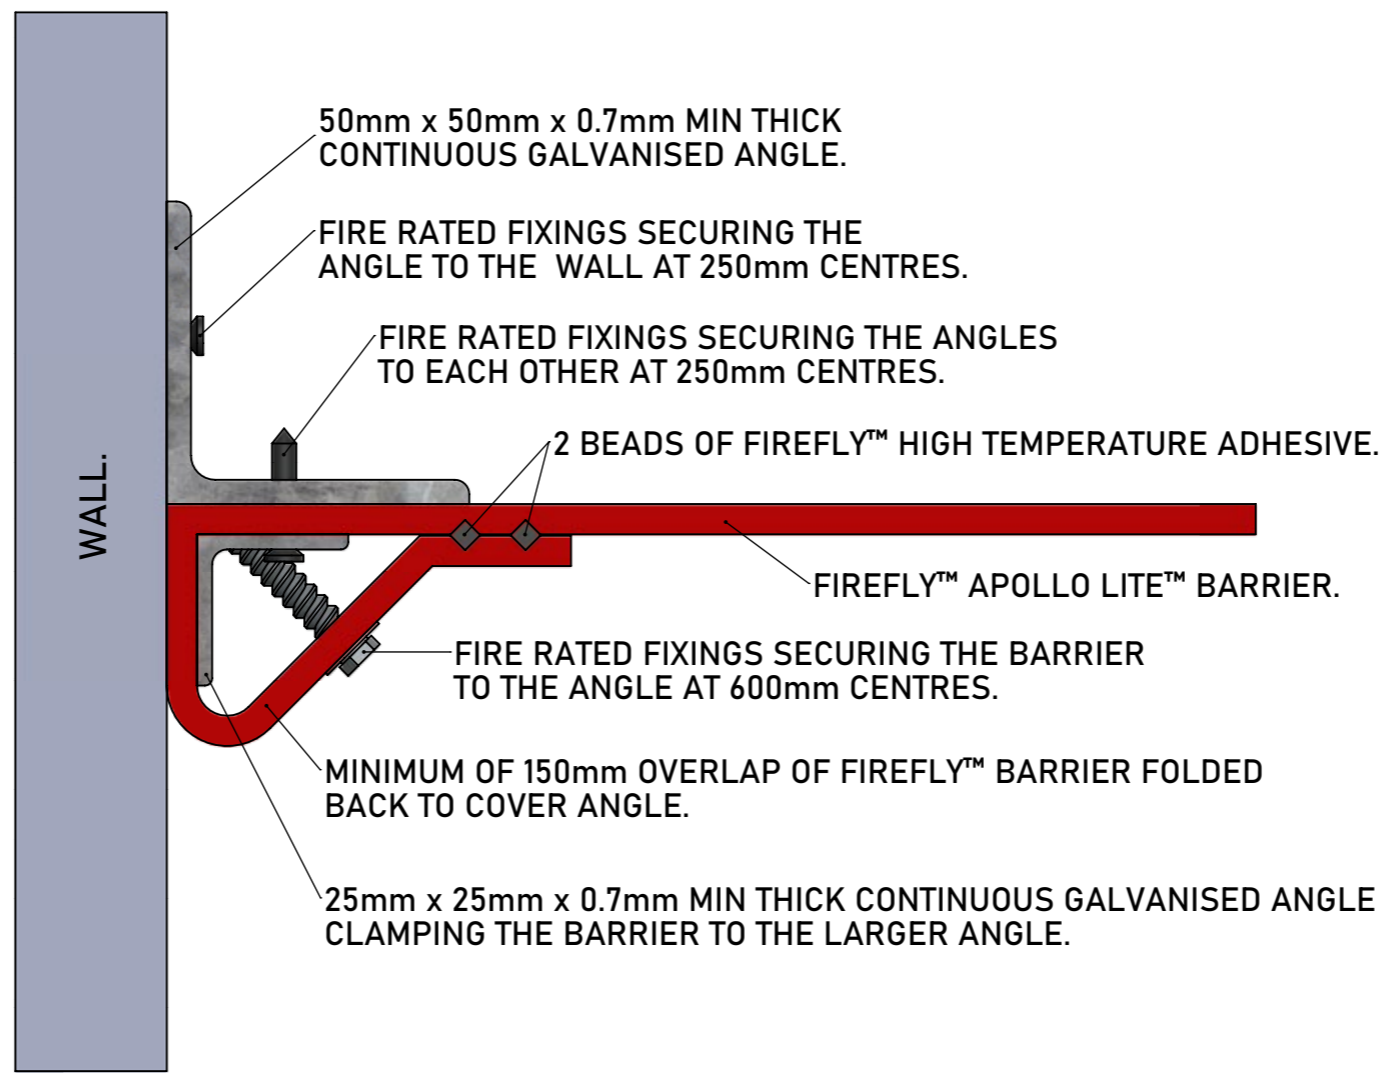 50mm x 50mm x 0.7mm MIN THICK
CONTINUOUS GALVANISED ANGLE.
FIRE RATED FIXINGS SECURING THE
ANGLE TO THE WALL AT 250mm CENTRES.
FIRE RATED FIXINGS SECURING THE ANGLES
TO EACH OTHER AT 250mm CENTRES.
2 BEADS OF FIREFLY™ HIGH TEMPERATURE ADHESIVE.
WALL.
FIREFLY™ APOLLO LITE™ BARRIER.
FIRE RATED FIXINGS SECURING THE BARRIER
TO THE ANGLE AT 600mm CENTRES.
MINIMUM OF 150mm OVERLAP OF FIREFLY™ BARRIER FOLDED
BACK TO COVER ANGLE.
25mm x 25mm x 0.7mm MIN THICK CONTINUOUS GALVANISED ANGLE
CLAMPING THE BARRIER TO THE LARGER ANGLE.